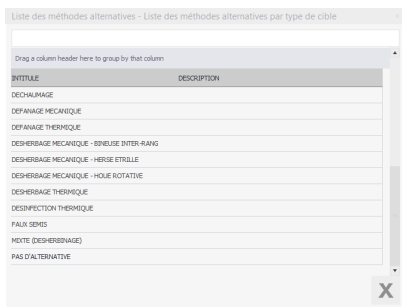 Liste des méthodes alternatives - Liste des méthodes alternatives par type de cible
Drag a column header here to group by that column
INTITULE DESCRIPTION
DECHAUMAGE
DEFANAGE MECANIQUE
DEFANAGE THERMIQUE
DESHERBAGE MECANIQUE - BINEUSE INTER-RANG
DESHERBAGE MECANIQUE - HERSE ETRILLE
DESHERBAGE MECANIQUE - HOUE ROTATIVE
DESHERBAGE THERMIQUE
DESINFECTION THERMIQUE
FAUX SEMIS
MIXTE (DESHERBINAGE)
PAS D'ALTERNATIVE
X